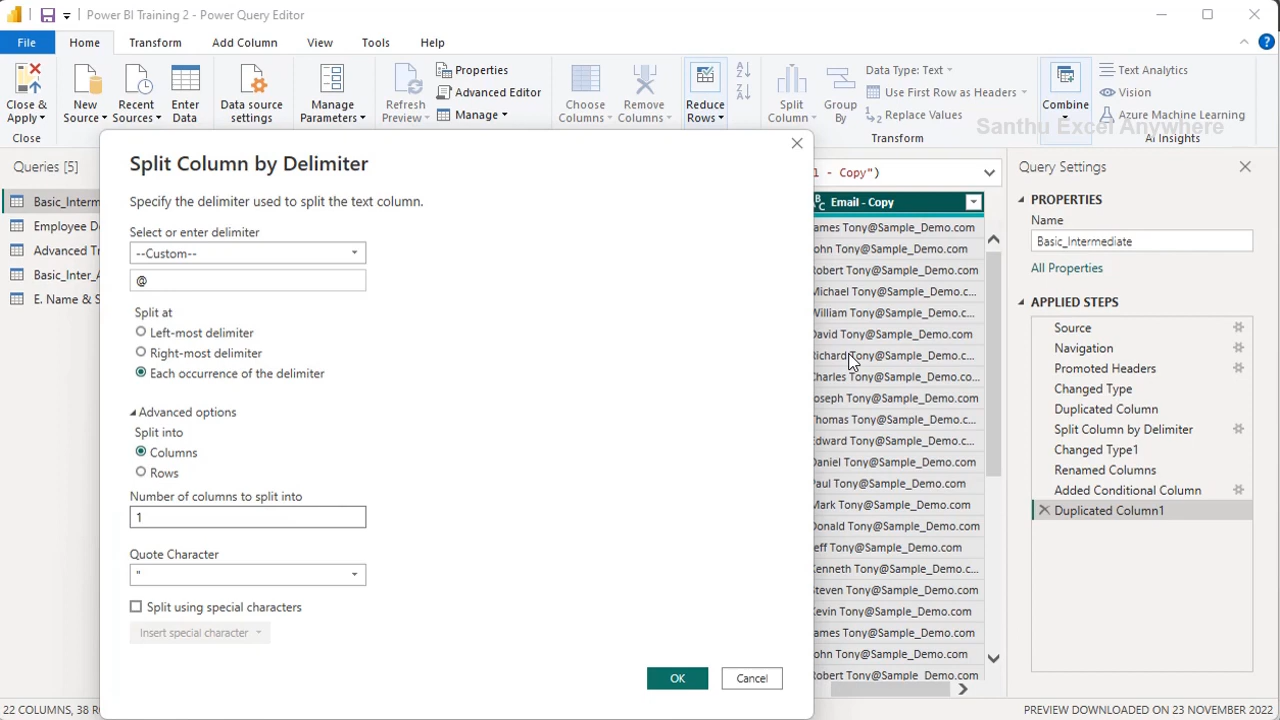 Power BI Training 2 - Power Query Editor
File Home Transform Add Column View Tools Help
Close & Apply
New Source
Recent Sources
Enter Data
Data source settings
Manage Parameters
Refresh Preview
Properties
Advanced Editor
Manage
Choose Columns
Remove Columns
Reduce Rows
Split Column
Group By
Data Type: Text
Use First Row as Headers
Replace Values
Combine
Text Analytics
Vision
Azure Machine Learning
Close
Transform
AI Insights
Santhu Excel Anywhere
Queries [5]
Basic_Interm
Employee D
Advanced Tr
Basic_Inter_A
E. Name & S
Split Column by Delimiter
Specify the delimiter used to split the text column.
Select or enter delimiter
--Custom--
@
Split at
Left-most delimiter
Right-most delimiter
Each occurrence of the delimiter
Advanced options
Split into
Columns
Rows
Number of columns to split into
1
Quote Character
"
Split using special characters
Insert special character
OK Cancel
1 - Copy")
Email - Copy
ames Tony@Sample_Demo.com
ohn Tony@Sample_Demo.com
Robert Tony@Sample_Demo.com
Michael Tony@Sample_Demo.c...
William Tony@Sample_Demo.c...
David Tony@Sample_Demo.com
Richard Tony@Sample_Demo.c...
Charles Tony@Sample_Demo.co...
oseph Tony@Sample_Demo.com
Thomas Tony@Sample_Demo.c...
Edward Tony@Sample_Demo.c...
Daniel Tony@Sample_Demo.com
Paul Tony@Sample_Demo.com
Mark Tony@Sample_Demo.com
Donald Tony@Sample_Demo.com
eff Tony@Sample_Demo.com
Kenneth Tony@Sample_Demo.c...
Steven Tony@Sample_Demo.com
Kevin Tony@Sample_Demo.com
ames Tony@Sample_Demo.com
ohn Tony@Sample_Demo.com
Robert Tony@Sample_Demo.com
Query Settings
PROPERTIES
Name
Basic_Intermediate
All Properties
APPLIED STEPS
Source
Navigation
Promoted Headers
Changed Type
Duplicated Column
Split Column by Delimiter
Changed Type1
Renamed Columns
Added Conditional Column
Duplicated Column1
22 COLUMNS, 38 R
PREVIEW DOWNLOADED ON 23 NOVEMBER 2022